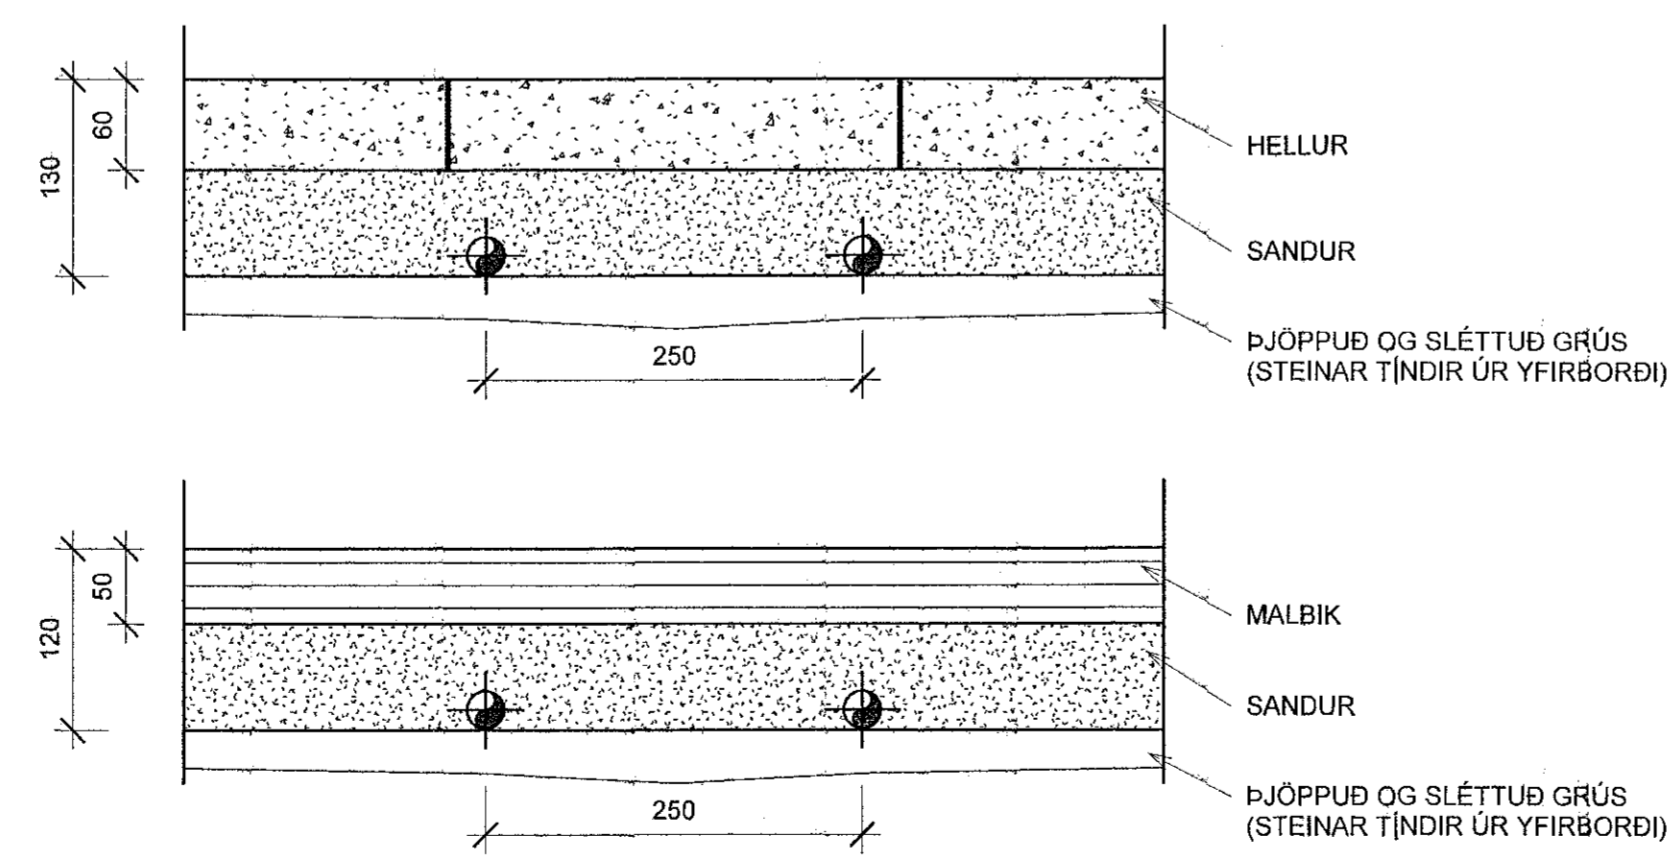 60
130
HELLUR
SANDUR
ÞJÖPPUÐ OG SLÉTTUÐ GRÚS
(STEINAR TÍNDIR ÚR YFIRBORÐI)
250
50
120
MALBIK
SANDUR
ÞJÖPPUÐ OG SLÉTTUÐ GRÚS
(STEINAR TÍNDIR ÚR YFIRBORÐI)
250